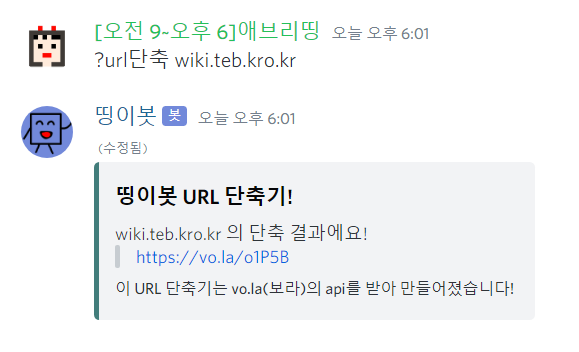 [오전 9~오후 6]애브리띵 오늘 오후 6:01
?url단축 wiki.teb.kro.kr
띵이봇 봇 오늘 오후 6:01
(수정됨)
띵이봇 URL 단축기!
wiki.teb.kro.kr 의 단축 결과에요!
https://vo.la/o1P5B
이 URL 단축기는 vo.la(보라)의 api를 받아 만들어졌습니다!